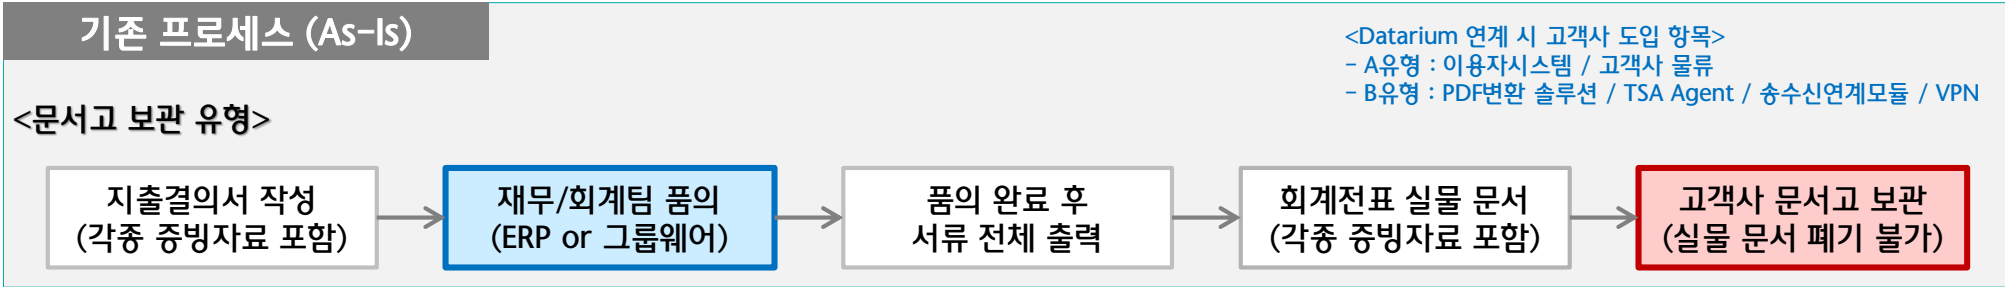 기존 프로세스 (As-Is)
<Datarium 연계 시 고객사 도입 항목>
- A유형 : 이용자시스템 / 고객사 물류
- B유형 : PDF변환 솔루션 / TSA Agent / 송수신연계모듈 / VPN
<문서고 보관 유형>
지출결의서 작성
(각종 증빙자료 포함)
재무/회계팀 품의
(ERP or 그룹웨어)
품의 완료 후
서류 전체 출력
회계전표 실물 문서
(각종 증빙자료 포함)
고객사 문서고 보관
(실물 문서 폐기 불가)